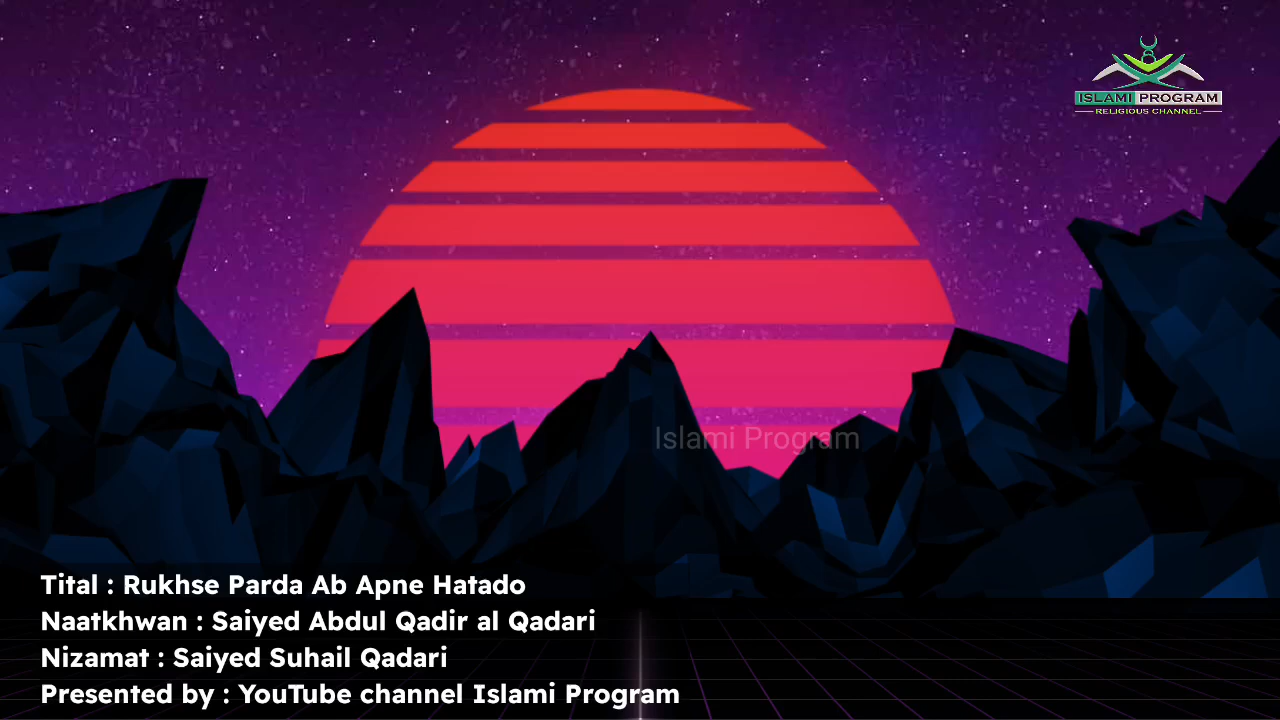 ISLAMI PROGRAM
RELIGIOUS CHANNEL
Islami Program
Tital : Rukhse Parda Ab Apne Hatado
Naatkhwan : Saiyed Abdul Qadir al Qadari
Nizamat : Saiyed Suhail Qadari
Presented by : YouTube channel Islami Program